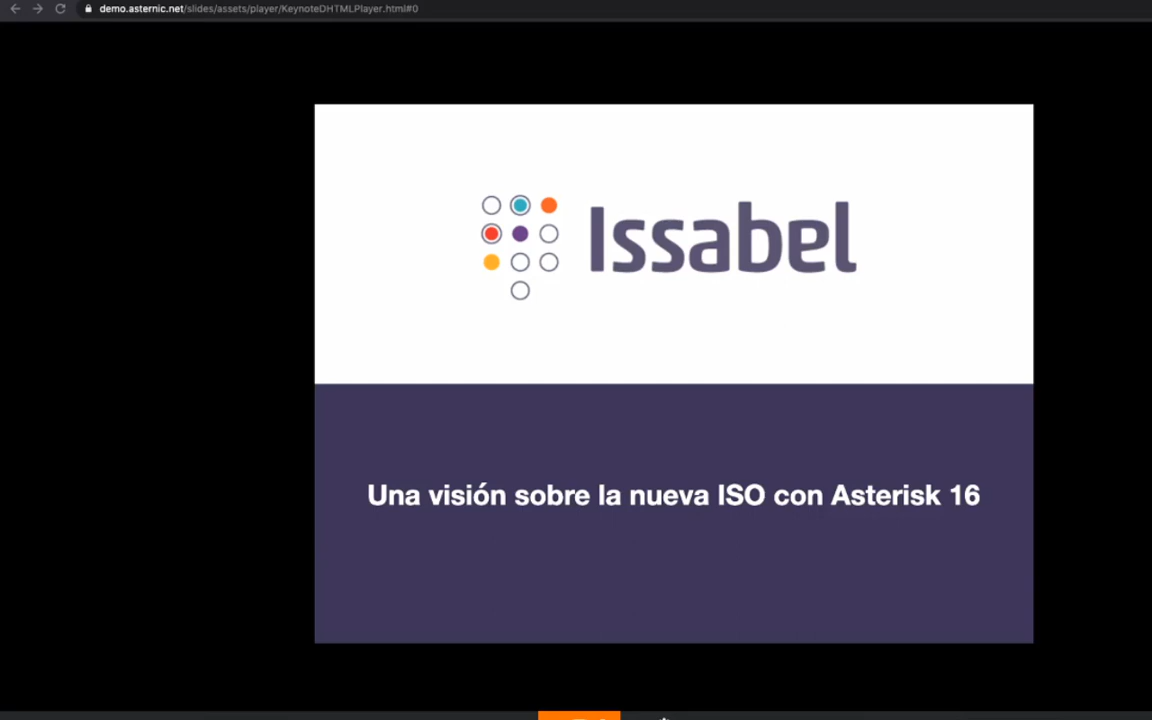 demo.asternic.net/slides/assets/player/KeynoteDHTMLPlayer.html#0
Issabel
Una visión sobre la nueva ISO con Asterisk 16